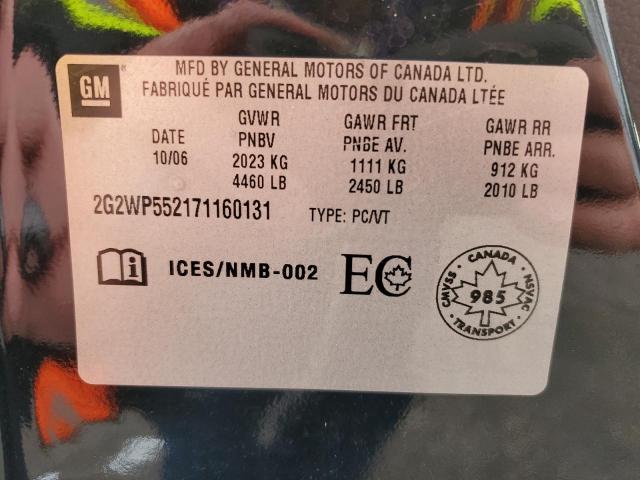 GM
MFD BY GENERAL MOTORS OF CANADA LTD.
FABRIQUÉ PAR GENERAL MOTORS DU CANADA LTÉE
GVWR GAWR FRT GAWR RR
DATE PNBV PNBE AV. PNBE ARR.
10/06 2023 KG 1111 KG 912 KG
4460 LB 2450 LB 2010 LB
2G2WP552171160131 TYPE: PC/VT
i ICES/NMB-002 EC
CANADA
CMVSS 985 NSVAC
TRANSPORT